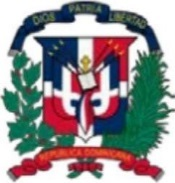 DIOS PATRIA LIBERTAD
REPUBLICA DOMINICANA